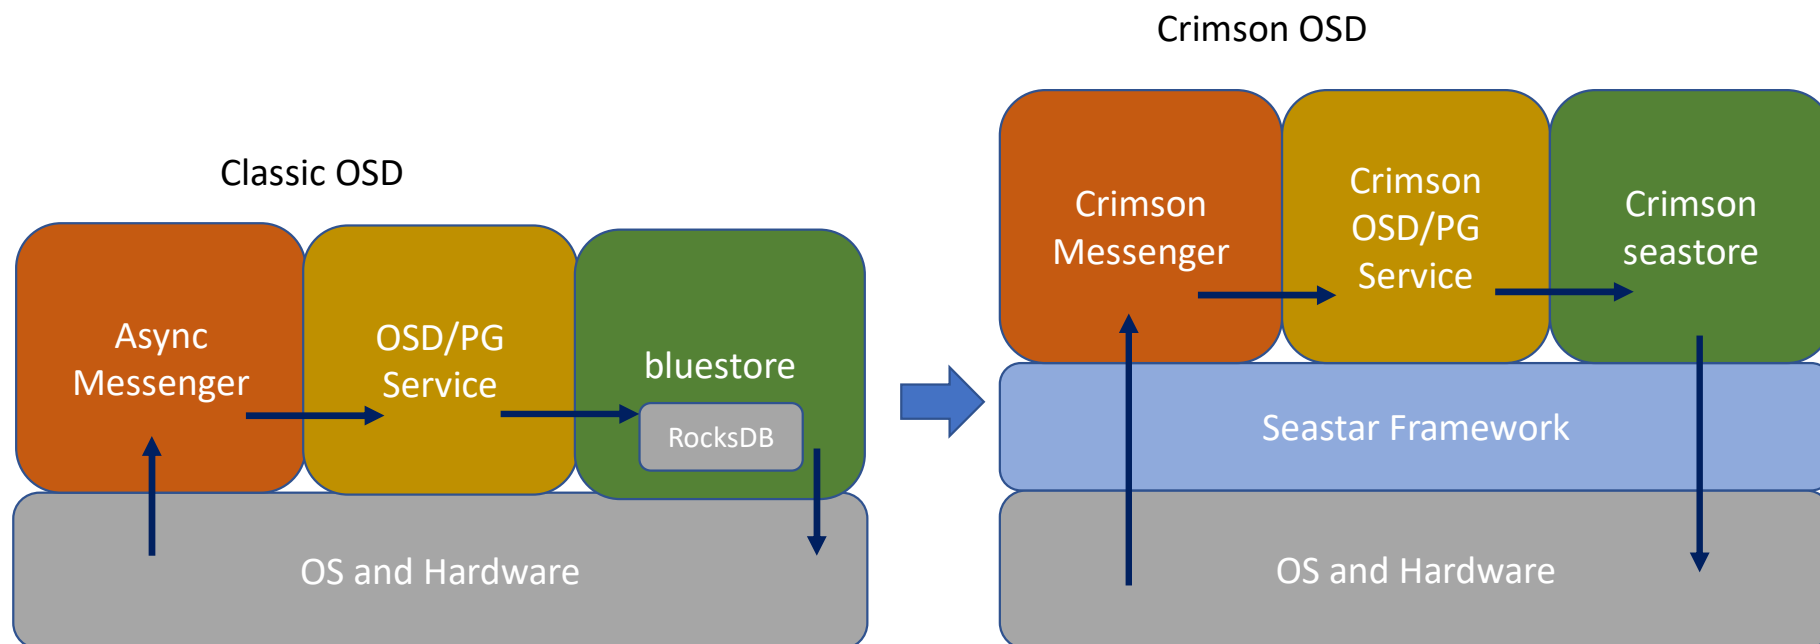 Classic OSD
Async
Messenger
OSD/PG
Service
bluestore
RocksDB
OS and Hardware
Crimson OSD
Crimson
Messenger
Crimson
OSD/PG
Service
Crimson
seastore
Seastar Framework
OS and Hardware